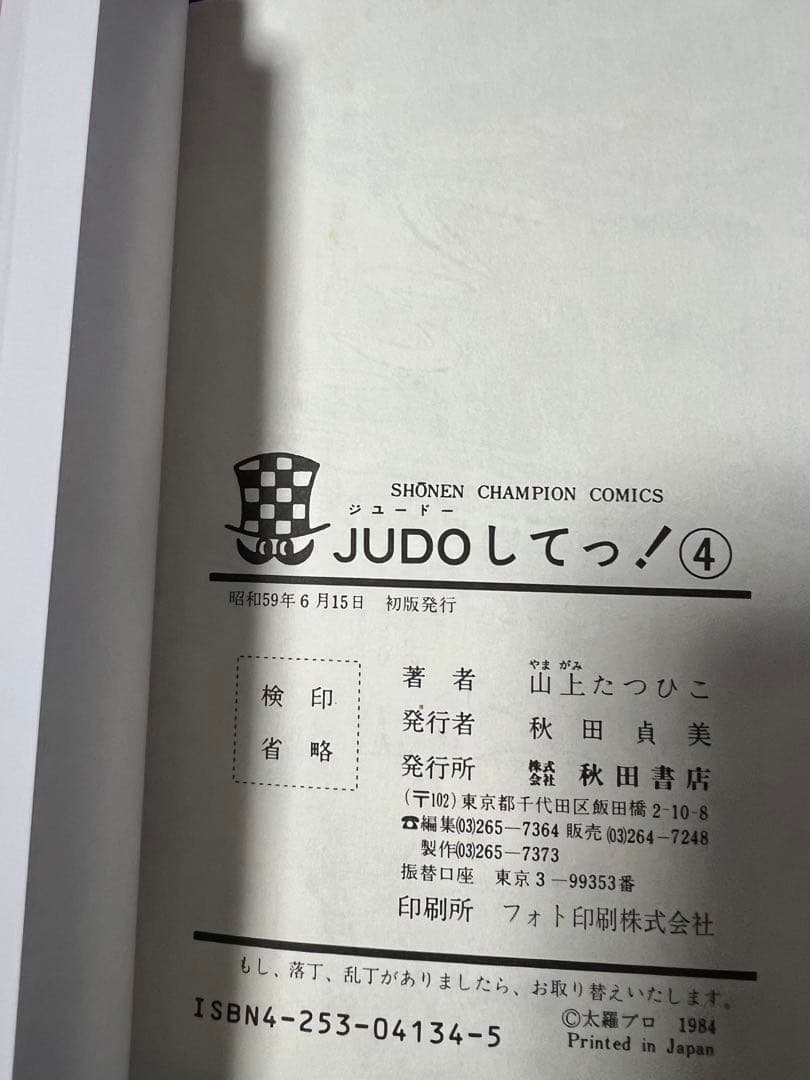 SHŌNEN CHAMPION COMICS
ジュードー
JUDOしてっ!④
昭和59年6月15日 初版発行
検印
省略
やま がみ
著者 山上たつひこ
発行者 秋田貞美
発行所 株式会社 秋田書店
(〒102)東京都千代田区飯田橋2-10-8
☎編集(03)265-7364 販売(03)264-7248
製作(03)265-7373
振替口座 東京3-99353番
印刷所 フォト印刷株式会社
もし、落丁、乱丁がありましたら、お取り替えいたします。
ISBN4-253-04134-5
©太羅プロ 1984
Printed in Japan